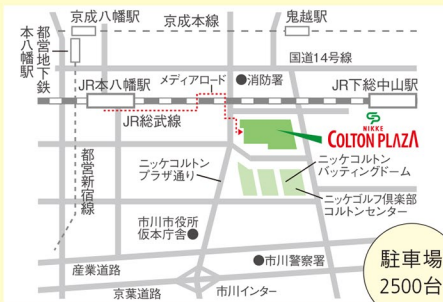 京成八幡駅
京成本線
鬼越駅
都営地下鉄
本八幡駅
国道14号線
JR本八幡駅
メディアロード
消防署
JR下総中山駅
JR総武線
NIKKE
COLTON PLAZA
都営新宿線
ニッケコルトン
プラザ通り
ニッケコルトン
バッティングドーム
ニッケゴルフ倶楽部
コルトンセンター
市川市役所
仮本庁舎
市川警察署
産業道路
京葉道路
市川インター
駐車場
2500台